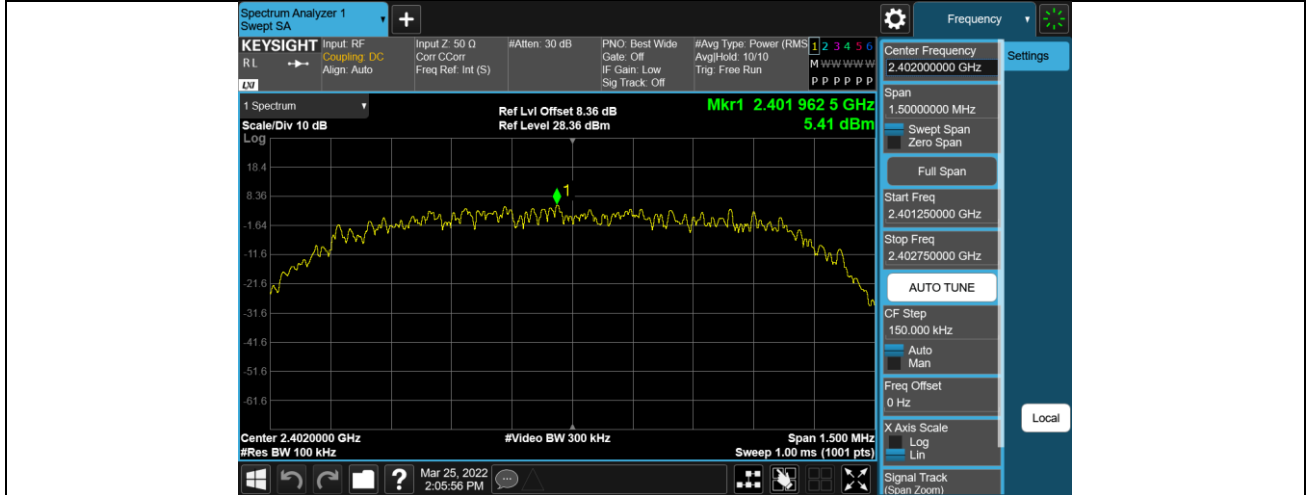 Spectrum Analyzer 1
Swept SA
+
Frequency
KEYSIGHT
RL
LXI
Input: RF
Coupling: DC
Align: Auto
Input Z: 50 Ω
Corr CCorr
Freq Ref: Int (S)
#Atten: 30 dB
PNO: Best Wide
Gate: Off
IF Gain: Low
Sig Track: Off
#Avg Type: Power (RMS
Avg|Hold: 10/10
Trig: Free Run
1 2 3 4 5 6
M W W W W W
P P P P P P
1 Spectrum
Scale/Div 10 dB
Ref Lvl Offset 8.36 dB
Ref Level 28.36 dBm
Mkr1 2.401 962 5 GHz
5.41 dBm
Log
18.4
8.36
-1.64
-11.6
-21.6
-31.6
-41.6
-51.6
-61.6
1
Center 2.4020000 GHz
#Res BW 100 kHz
#Video BW 300 kHz
Span 1.500 MHz
Sweep 1.00 ms (1001 pts)
?
Mar 25, 2022
2:05:56 PM
Center Frequency
2.402000000 GHz
Span
1.50000000 MHz
Swept Span
Zero Span
Full Span
Start Freq
2.401250000 GHz
Stop Freq
2.402750000 GHz
AUTO TUNE
CF Step
150.000 kHz
Auto
Man
Freq Offset
0 Hz
X Axis Scale
Log
Lin
Signal Track
(Span Zoom)
Settings
Local